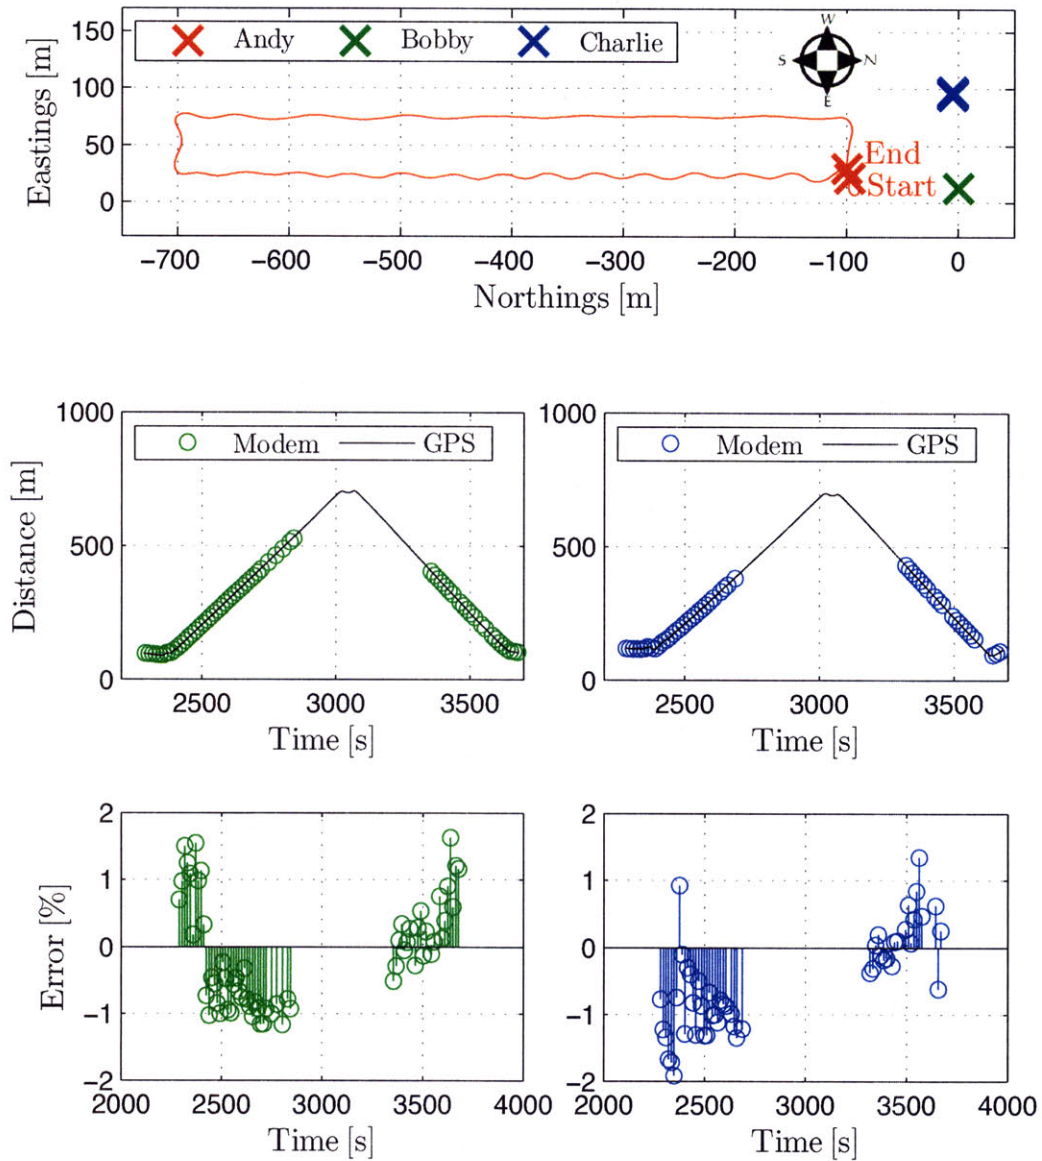 Andy Bobby Charlie
W
S N
E
150
100
50
0
Eastings [m]
End
Start
−700 −600 −500 −400 −300 −200 −100 0
Northings [m]
1000
500
0
Distance [m]
Modem GPS
2500 3000 3500
Time [s]
1000
500
0
Modem GPS
2500 3000 3500
Time [s]
2
1
0
−1
−2
Error [%]
2000 2500 3000 3500 4000
Time [s]
2
1
0
−1
−2
2000 2500 3000 3500 4000
Time [s]